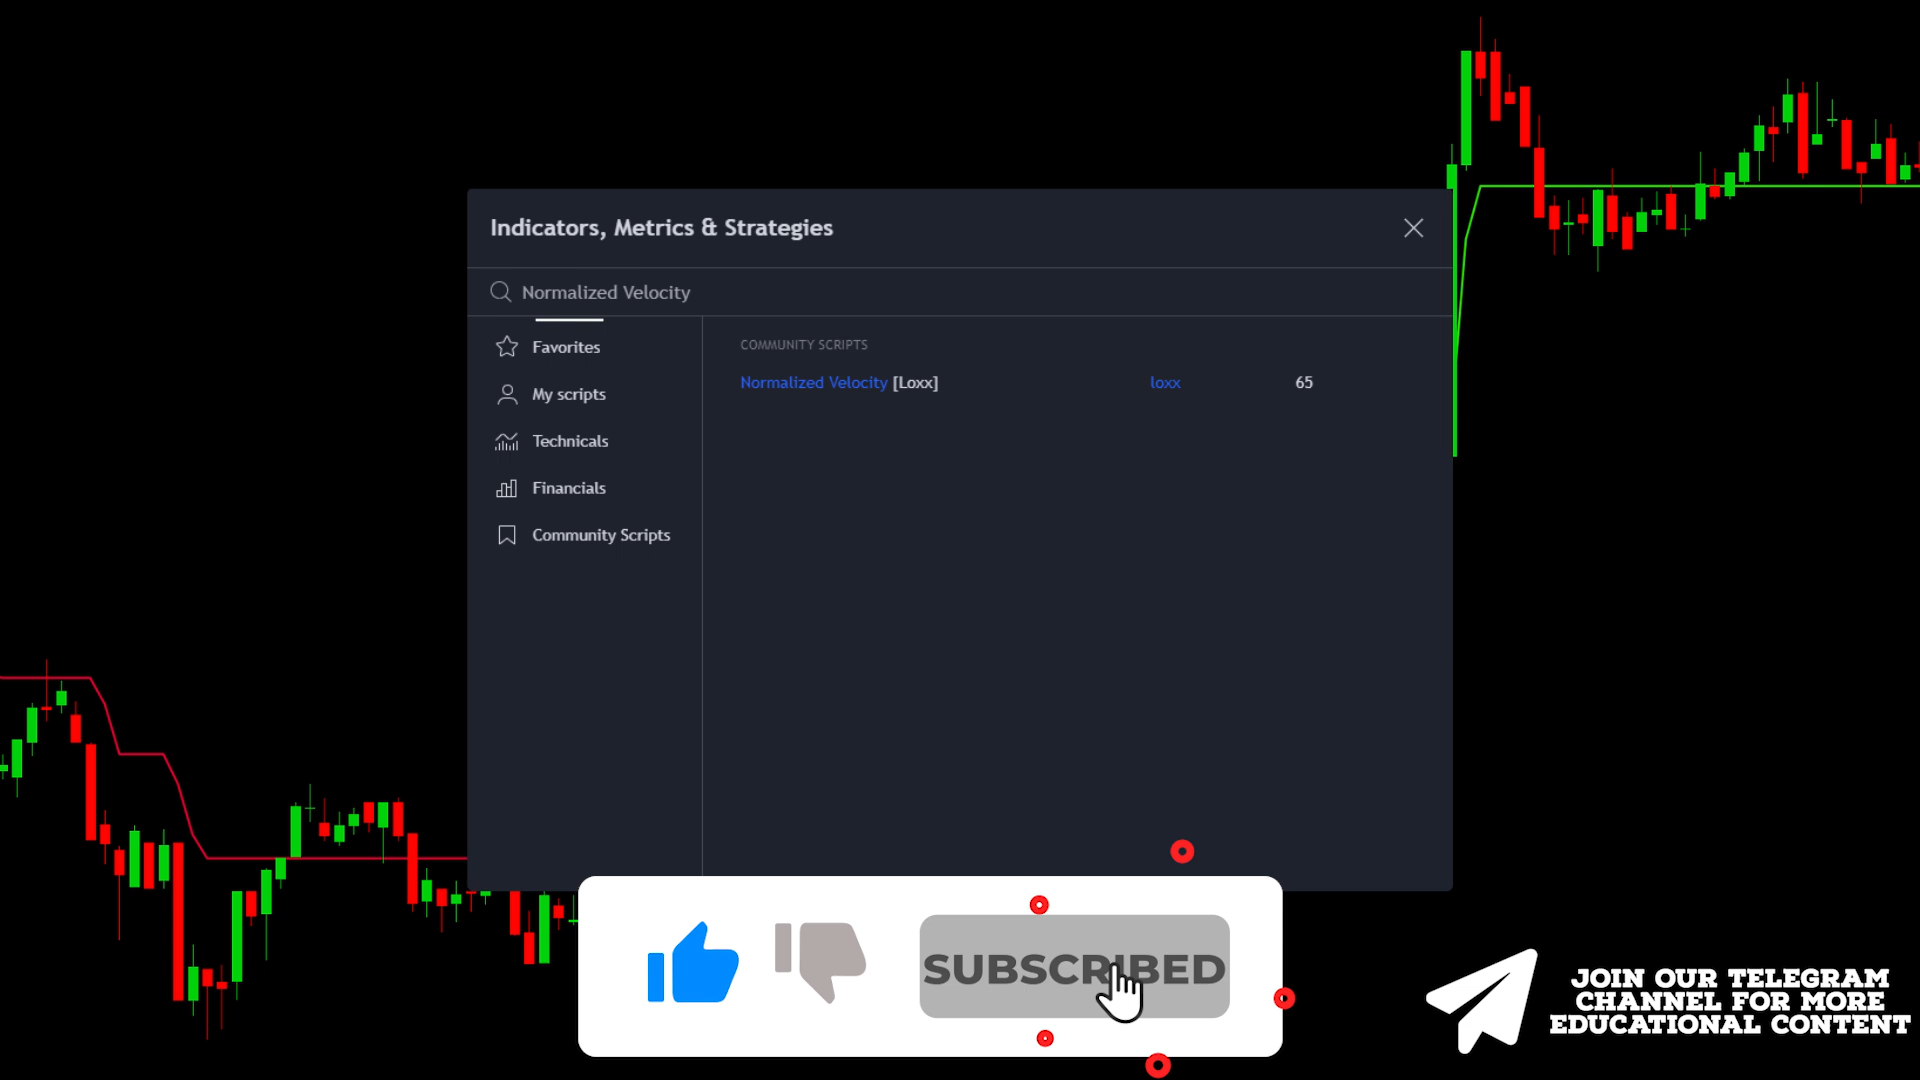 Indicators, Metrics & Strategies
Normalized Velocity
Favorites
My scripts
Technicals
Financials
Community Scripts
COMMUNITY SCRIPTS
Normalized Velocity [Loxx] loxx 65
SUBSCRIBED
JOIN OUR TELEGRAM
CHANNEL FOR MORE
EDUCATIONAL CONTENT